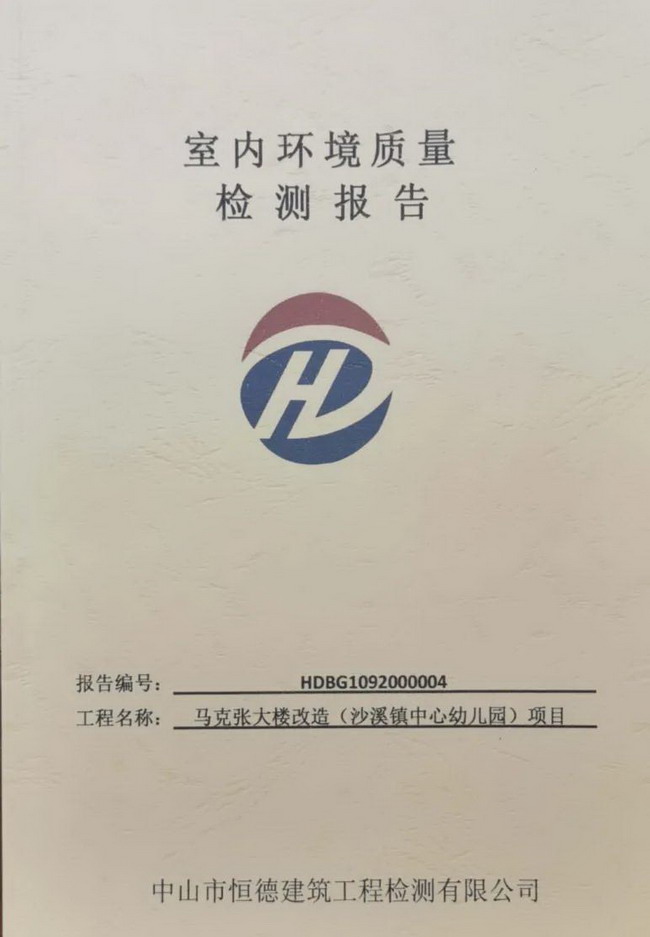 室内环境质量
检测报告
H
报告编号： HDBG1092000004
工程名称： 马克张大楼改造（沙溪镇中心幼儿园）项目
中山市恒德建筑工程检测有限公司